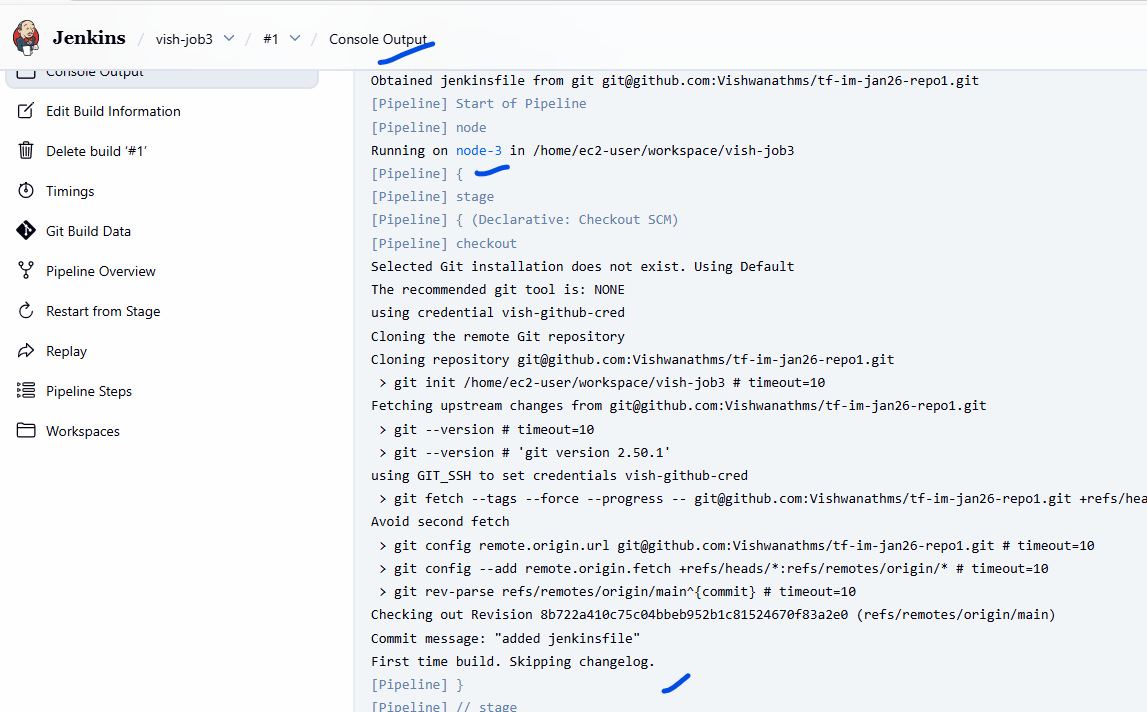 Jenkins / vish-job3 / #1 / Console Output
Console Output
Edit Build Information
Delete build ‘#1’
Timings
Git Build Data
Pipeline Overview
Restart from Stage
Replay
Pipeline Steps
Workspaces
Obtained jenkinsfile from git git@github.com:Vishwanathms/tf-im-jan26-repo1.git
[Pipeline] Start of Pipeline
[Pipeline] node
Running on node-3 in /home/ec2-user/workspace/vish-job3
[Pipeline] {
[Pipeline] stage
[Pipeline] { (Declarative: Checkout SCM)
[Pipeline] checkout
Selected Git installation does not exist. Using Default
The recommended git tool is: NONE
using credential vish-github-cred
Cloning the remote Git repository
Cloning repository git@github.com:Vishwanathms/tf-im-jan26-repo1.git
> git init /home/ec2-user/workspace/vish-job3 # timeout=10
Fetching upstream changes from git@github.com:Vishwanathms/tf-im-jan26-repo1.git
> git --version # timeout=10
> git --version # 'git version 2.50.1'
using GIT_SSH to set credentials vish-github-cred
> git fetch --tags --force --progress -- git@github.com:Vishwanathms/tf-im-jan26-repo1.git +refs/hea
Avoid second fetch
> git config remote.origin.url git@github.com:Vishwanathms/tf-im-jan26-repo1.git # timeout=10
> git config --add remote.origin.fetch +refs/heads/*:refs/remotes/origin/* # timeout=10
> git rev-parse refs/remotes/origin/main^{commit} # timeout=10
Checking out Revision 8b722a410c75c04bbeb952b1c81524670f83a2e0 (refs/remotes/origin/main)
Commit message: "added jenkinsfile"
First time build. Skipping changelog.
[Pipeline] }
[Pipeline] // stage